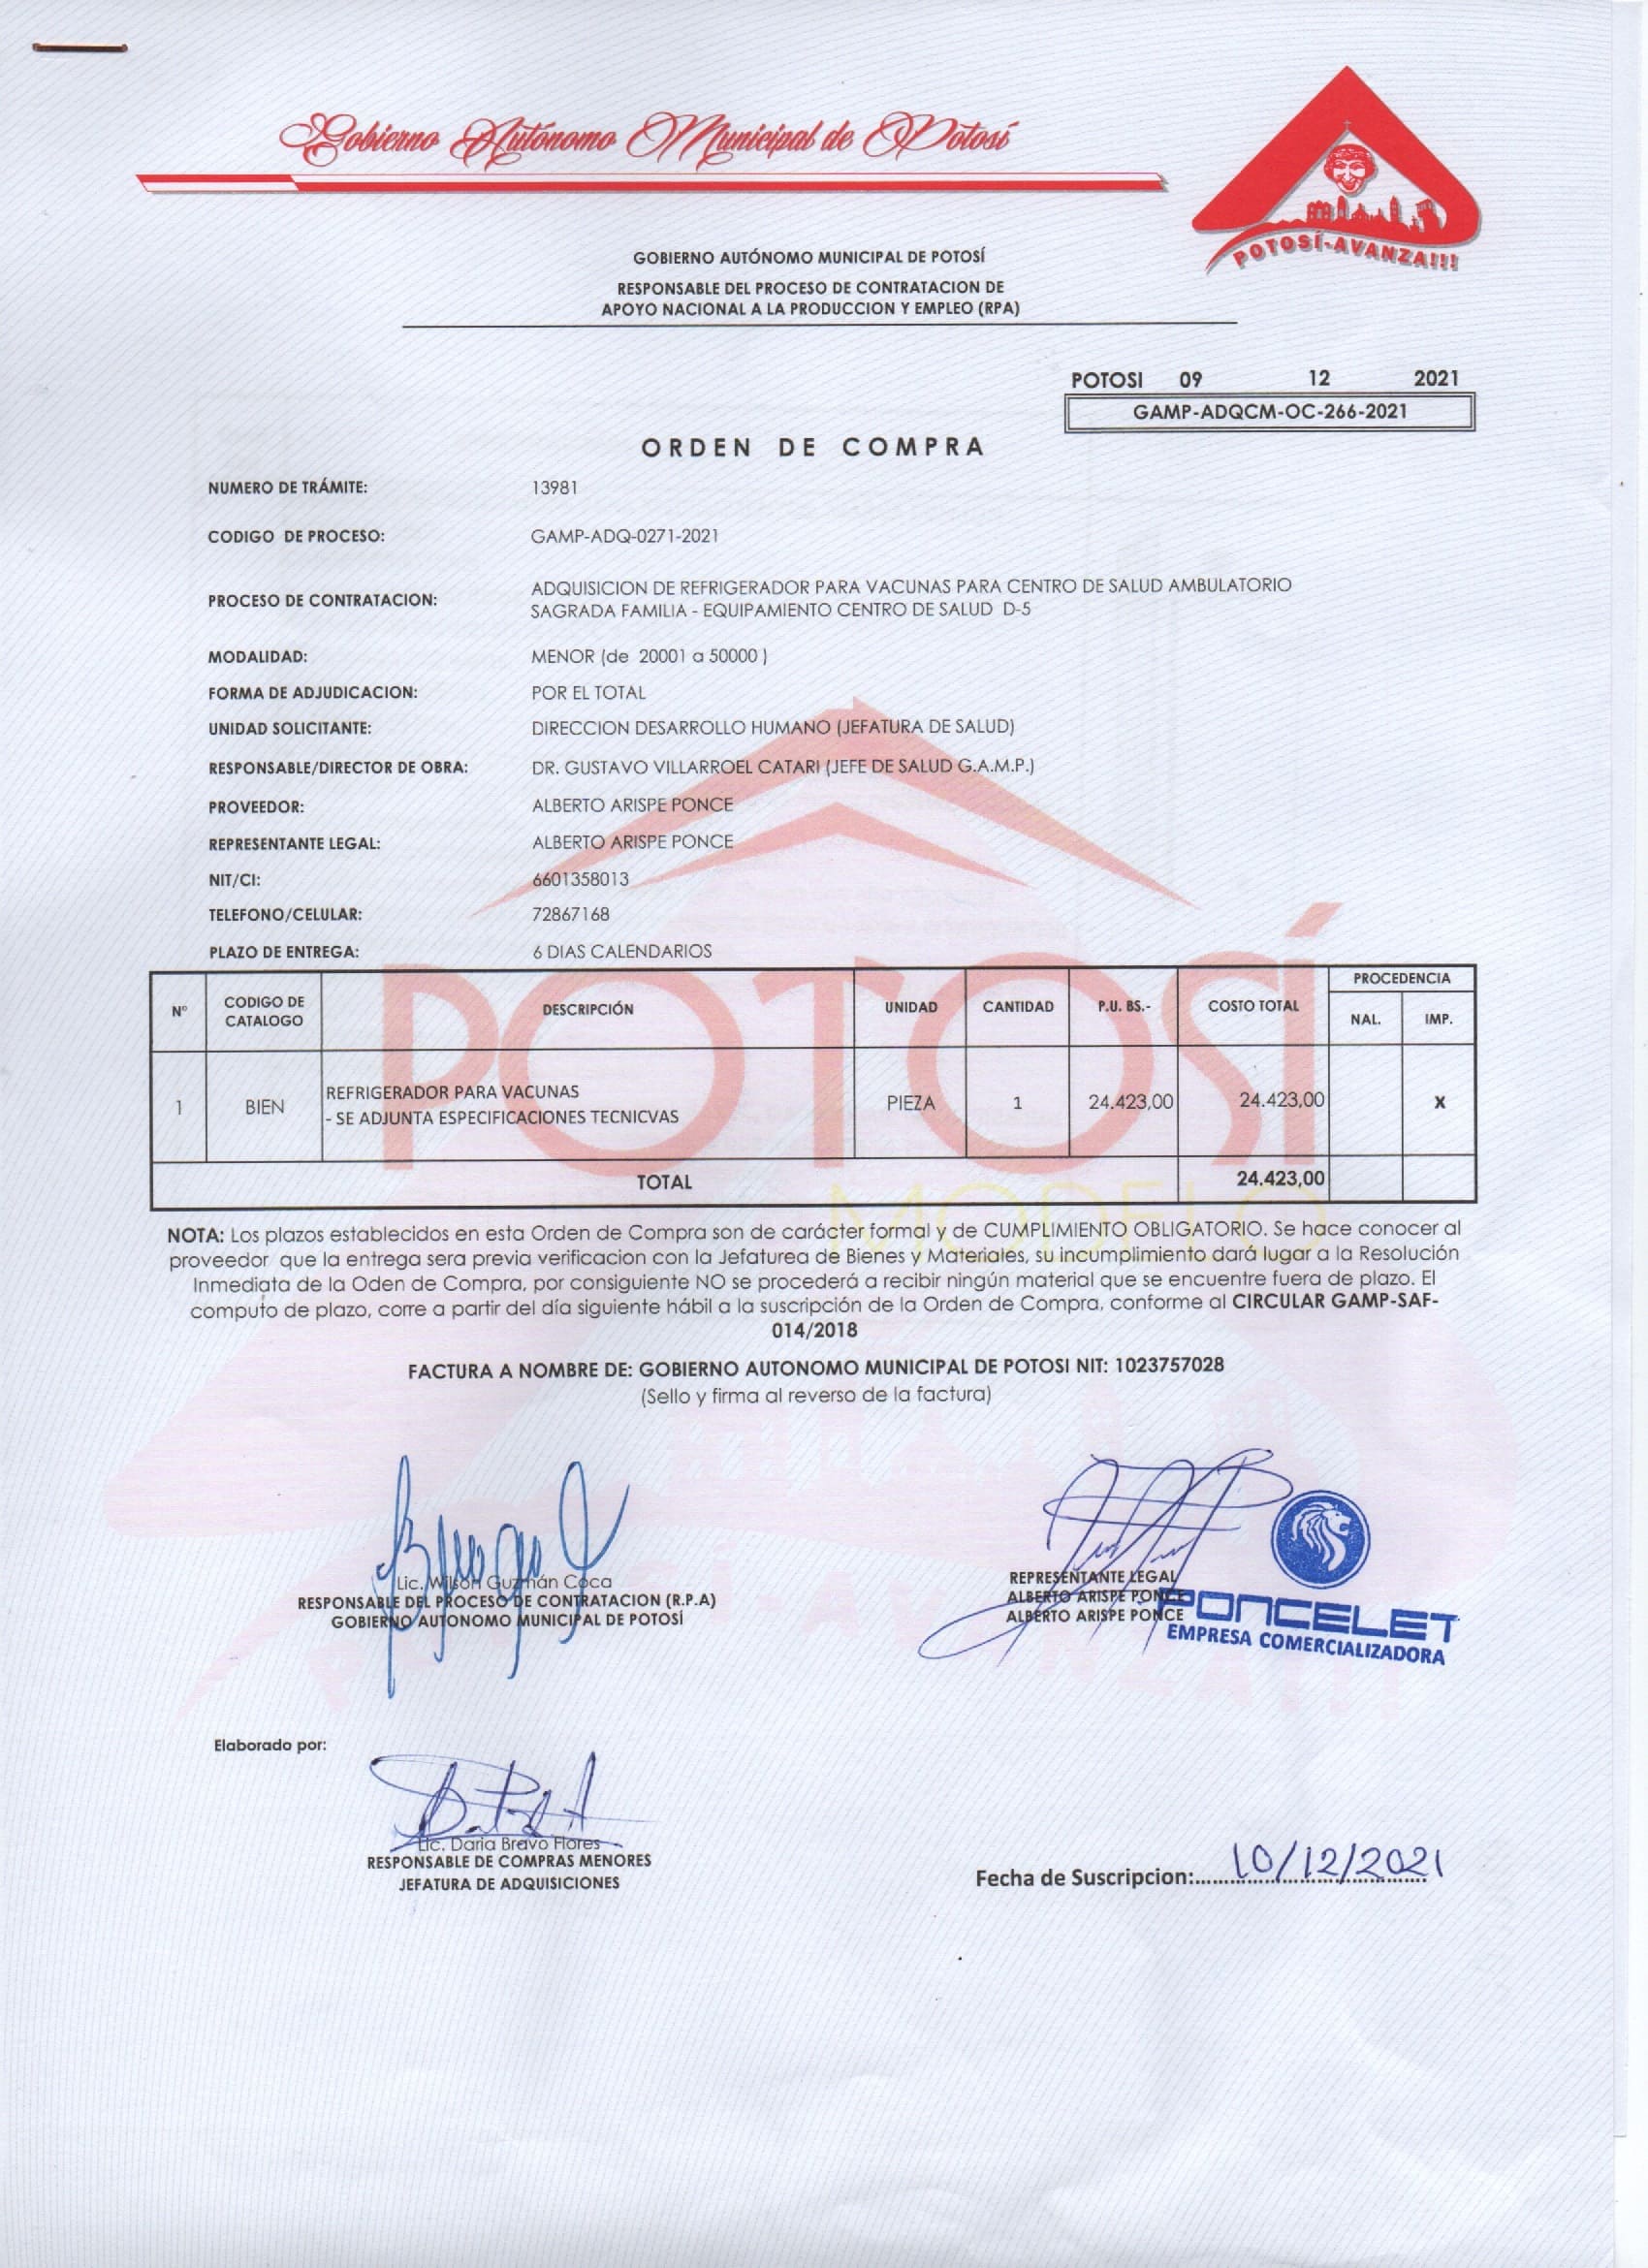 Gobierno Autónomo Municipal de Potosí
POTOSÍ-AVANZA!!!
GOBIERNO AUTÓNOMO MUNICIPAL DE POTOSÍ
RESPONSABLE DEL PROCESO DE CONTRATACION DE
APOYO NACIONAL A LA PRODUCCION Y EMPLEO (RPA)
POTOSI 09 12 2021
GAMP-ADQCM-OC-266-2021
ORDEN DE COMPRA
NUMERO DE TRÁMITE: 13981
CODIGO DE PROCESO: GAMP-ADQ-0271-2021
PROCESO DE CONTRATACION: ADQUISICION DE REFRIGERADOR PARA VACUNAS PARA CENTRO DE SALUD AMBULATORIO
SAGRADA FAMILIA - EQUIPAMIENTO CENTRO DE SALUD D-5
MODALIDAD: MENOR (de 20001 a 50000 )
FORMA DE ADJUDICACION: POR EL TOTAL
UNIDAD SOLICITANTE: DIRECCION DESARROLLO HUMANO (JEFATURA DE SALUD)
RESPONSABLE/DIRECTOR DE OBRA: DR. GUSTAVO VILLARROEL CATARI (JEFE DE SALUD G.A.M.P.)
PROVEEDOR: ALBERTO ARISPE PONCE
REPRESENTANTE LEGAL: ALBERTO ARISPE PONCE
NIT/CI: 6601358013
TELEFONO/CELULAR: 72867168
PLAZO DE ENTREGA: 6 DIAS CALENDARIOS
POTOSÍ
MODELO
N° CODIGO DE CATALOGO DESCRIPCIÓN UNIDAD CANTIDAD P.U. BS.- COSTO TOTAL PROCEDENCIA
NAL. IMP.
1 BIEN REFRIGERADOR PARA VACUNAS
- SE ADJUNTA ESPECIFICACIONES TECNICVAS PIEZA 1 24.423,00 24.423,00 X
TOTAL 24.423,00
NOTA: Los plazos establecidos en esta Orden de Compra son de carácter formal y de CUMPLIMIENTO OBLIGATORIO. Se hace conocer al
proveedor que la entrega sera previa verificacion con la Jefaturea de Bienes y Materiales, su incumplimiento dará lugar a la Resolución
Inmediata de la Oden de Compra, por consiguiente NO se procederá a recibir ningún material que se encuentre fuera de plazo. El
computo de plazo, corre a partir del día siguiente hábil a la suscripción de la Orden de Compra, conforme al CIRCULAR GAMP-SAF-
014/2018
FACTURA A NOMBRE DE: GOBIERNO AUTONOMO MUNICIPAL DE POTOSI NIT: 1023757028
(Sello y firma al reverso de la factura)
Lic. Wilson Guzmán Coca
RESPONSABLE DEL PROCESO DE CONTRATACION (R.P.A)
GOBIERNO AUTONOMO MUNICIPAL DE POTOSÍ
REPRESENTANTE LEGAL
ALBERTO ARISPE PONCE
ALBERTO ARISPE PONCE
PONCELET
EMPRESA COMERCIALIZADORA
Elaborado por:
Lic. Daria Bravo Flores
RESPONSABLE DE COMPRAS MENORES
JEFATURA DE ADQUISICIONES
Fecha de Suscripcion: 10/12/2021